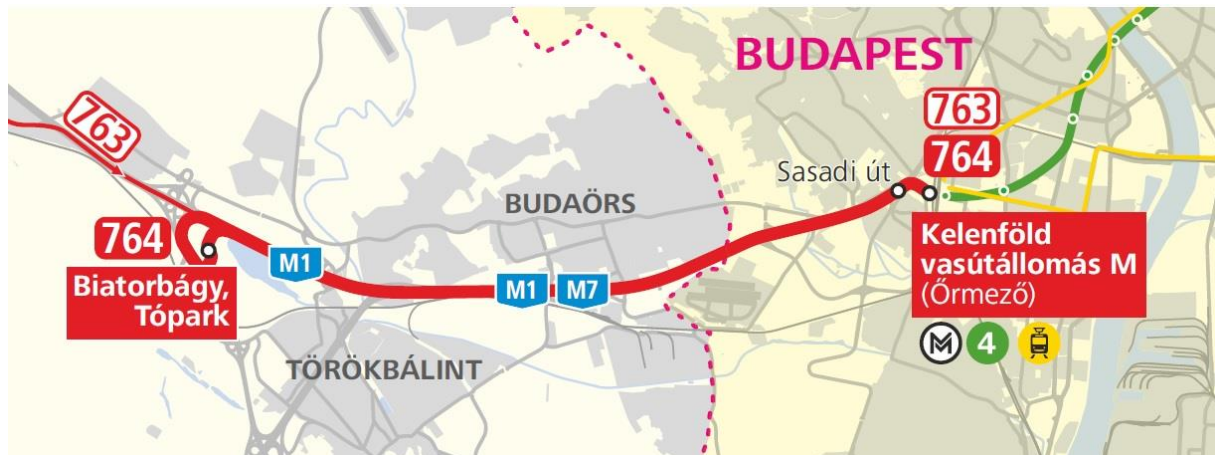 BUDAPEST
763
763
764
Sasadi út
BUDAÖRS
764
Kelenföld
vasútállomás M
(Őrmező)
M1
Biatorbágy,
Tópark
M1
M7
M
4
TÖRÖKBÁLINT